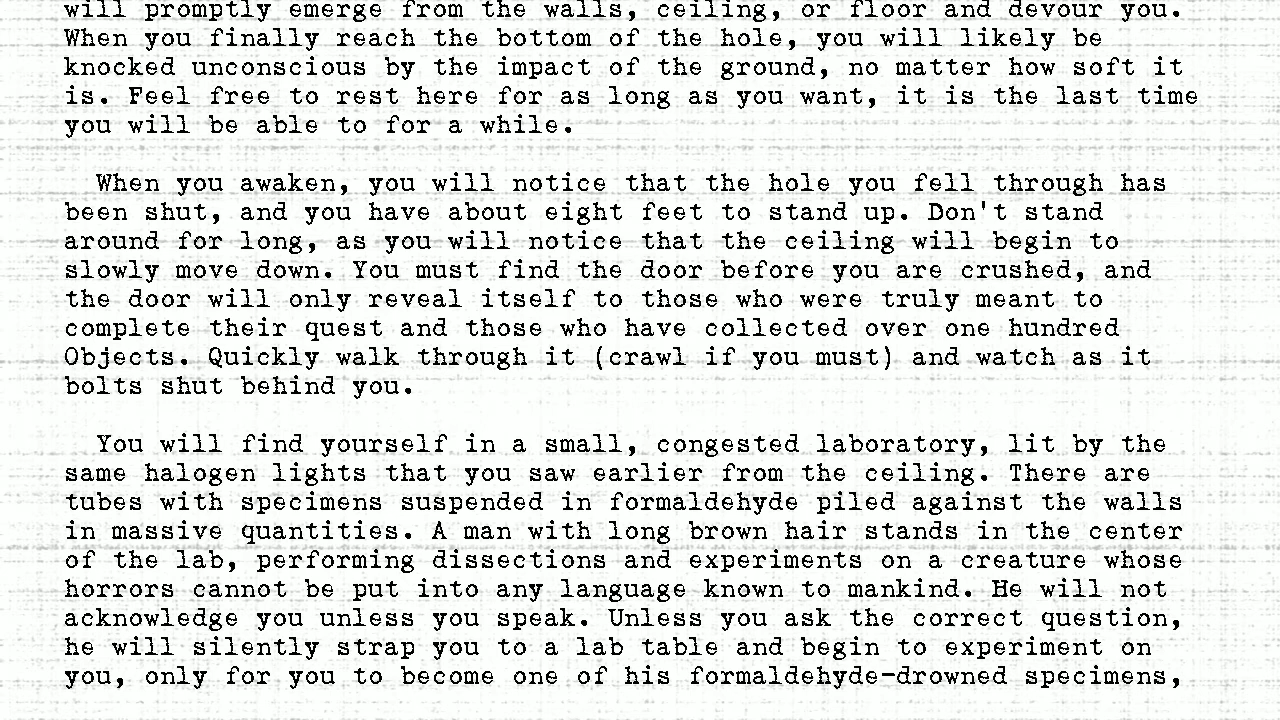 will promptly emerge from the walls, ceiling, or floor and devour you.
When you finally reach the bottom of the hole, you will likely be
knocked unconscious by the impact of the ground, no matter how soft it
is. Feel free to rest here for as long as you want, it is the last time
you will be able to for a while.
When you awaken, you will notice that the hole you fell through has
been shut, and you have about eight feet to stand up. Don't stand
around for long, as you will notice that the ceiling will begin to
slowly move down. You must find the door before you are crushed, and
the door will only reveal itself to those who were truly meant to
complete their quest and those who have collected over one hundred
Objects. Quickly walk through it (crawl if you must) and watch as it
bolts shut behind you.
You will find yourself in a small, congested laboratory, lit by the
same halogen lights that you saw earlier from the ceiling. There are
tubes with specimens suspended in formaldehyde piled against the walls
in massive quantities. A man with long brown hair stands in the center
of the lab, performing dissections and experiments on a creature whose
horrors cannot be put into any language known to mankind. He will not
acknowledge you unless you speak. Unless you ask the correct question,
he will silently strap you to a lab table and begin to experiment on
you, only for you to become one of his formaldehyde-drowned specimens,